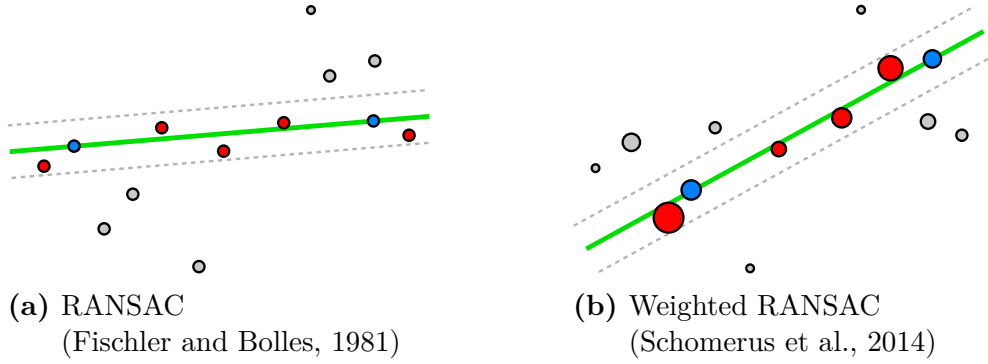 (a) RANSAC
(Fischler and Bolles, 1981)
(b) Weighted RANSAC
(Schomerus et al., 2014)